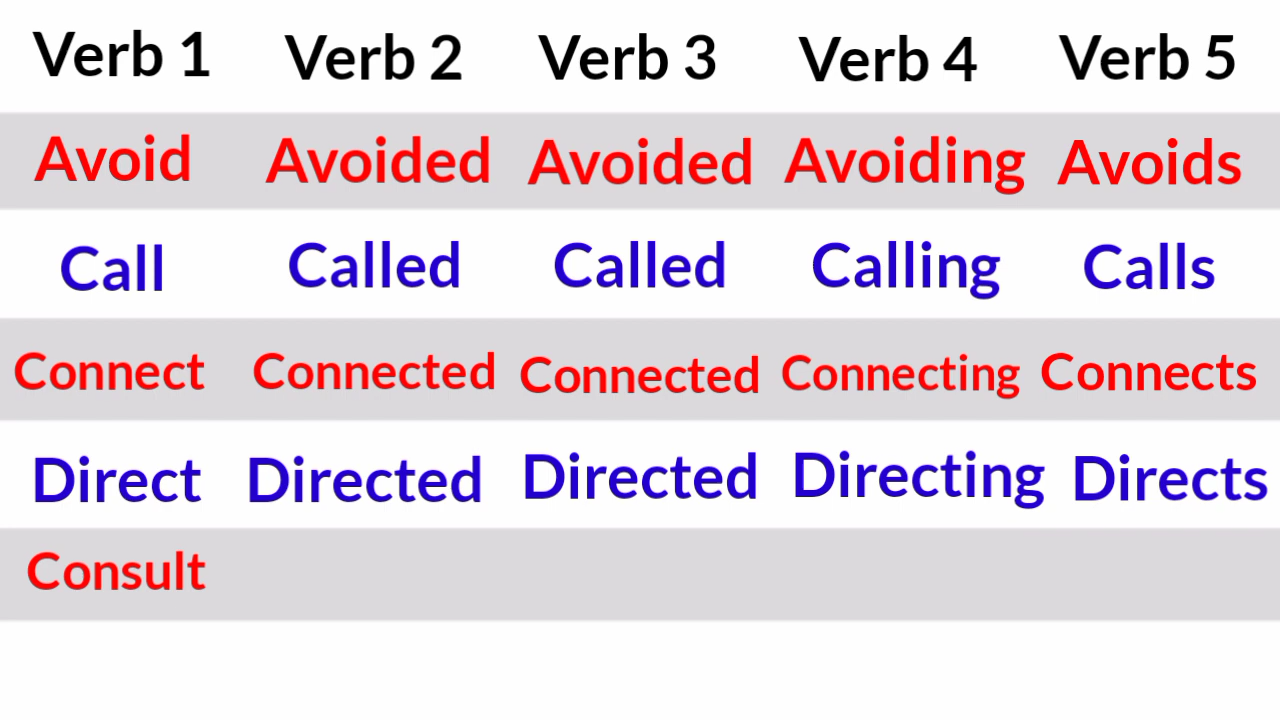 Verb 1 Verb 2 Verb 3 Verb 4 Verb 5
Avoid Avoided Avoided Avoiding Avoids
Call Called Called Calling Calls
Connect Connected Connected Connecting Connects
Direct Directed Directed Directing Directs
Consult